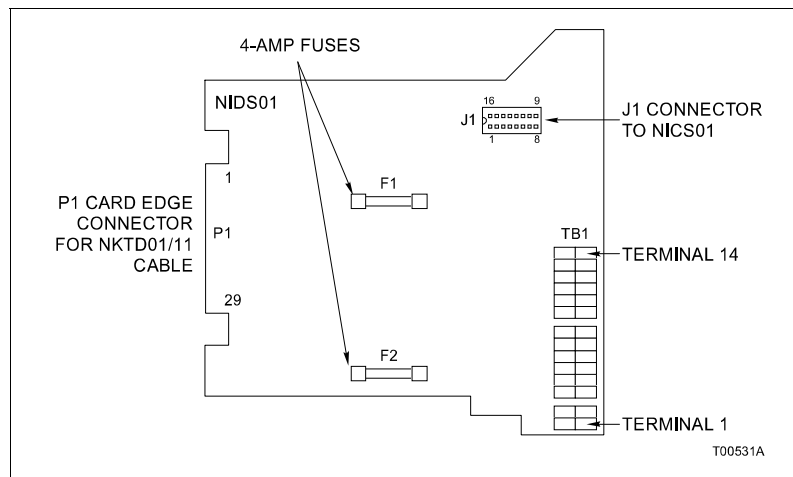 4-AMP FUSES
NIDS01
16 9
J1
1 8
J1 CONNECTOR
TO NICS01
1
P1 CARD EDGE
CONNECTOR
FOR NKTD01/11
CABLE
P1
29
F1
F2
TB1
TERMINAL 14
TERMINAL 1
T00531A